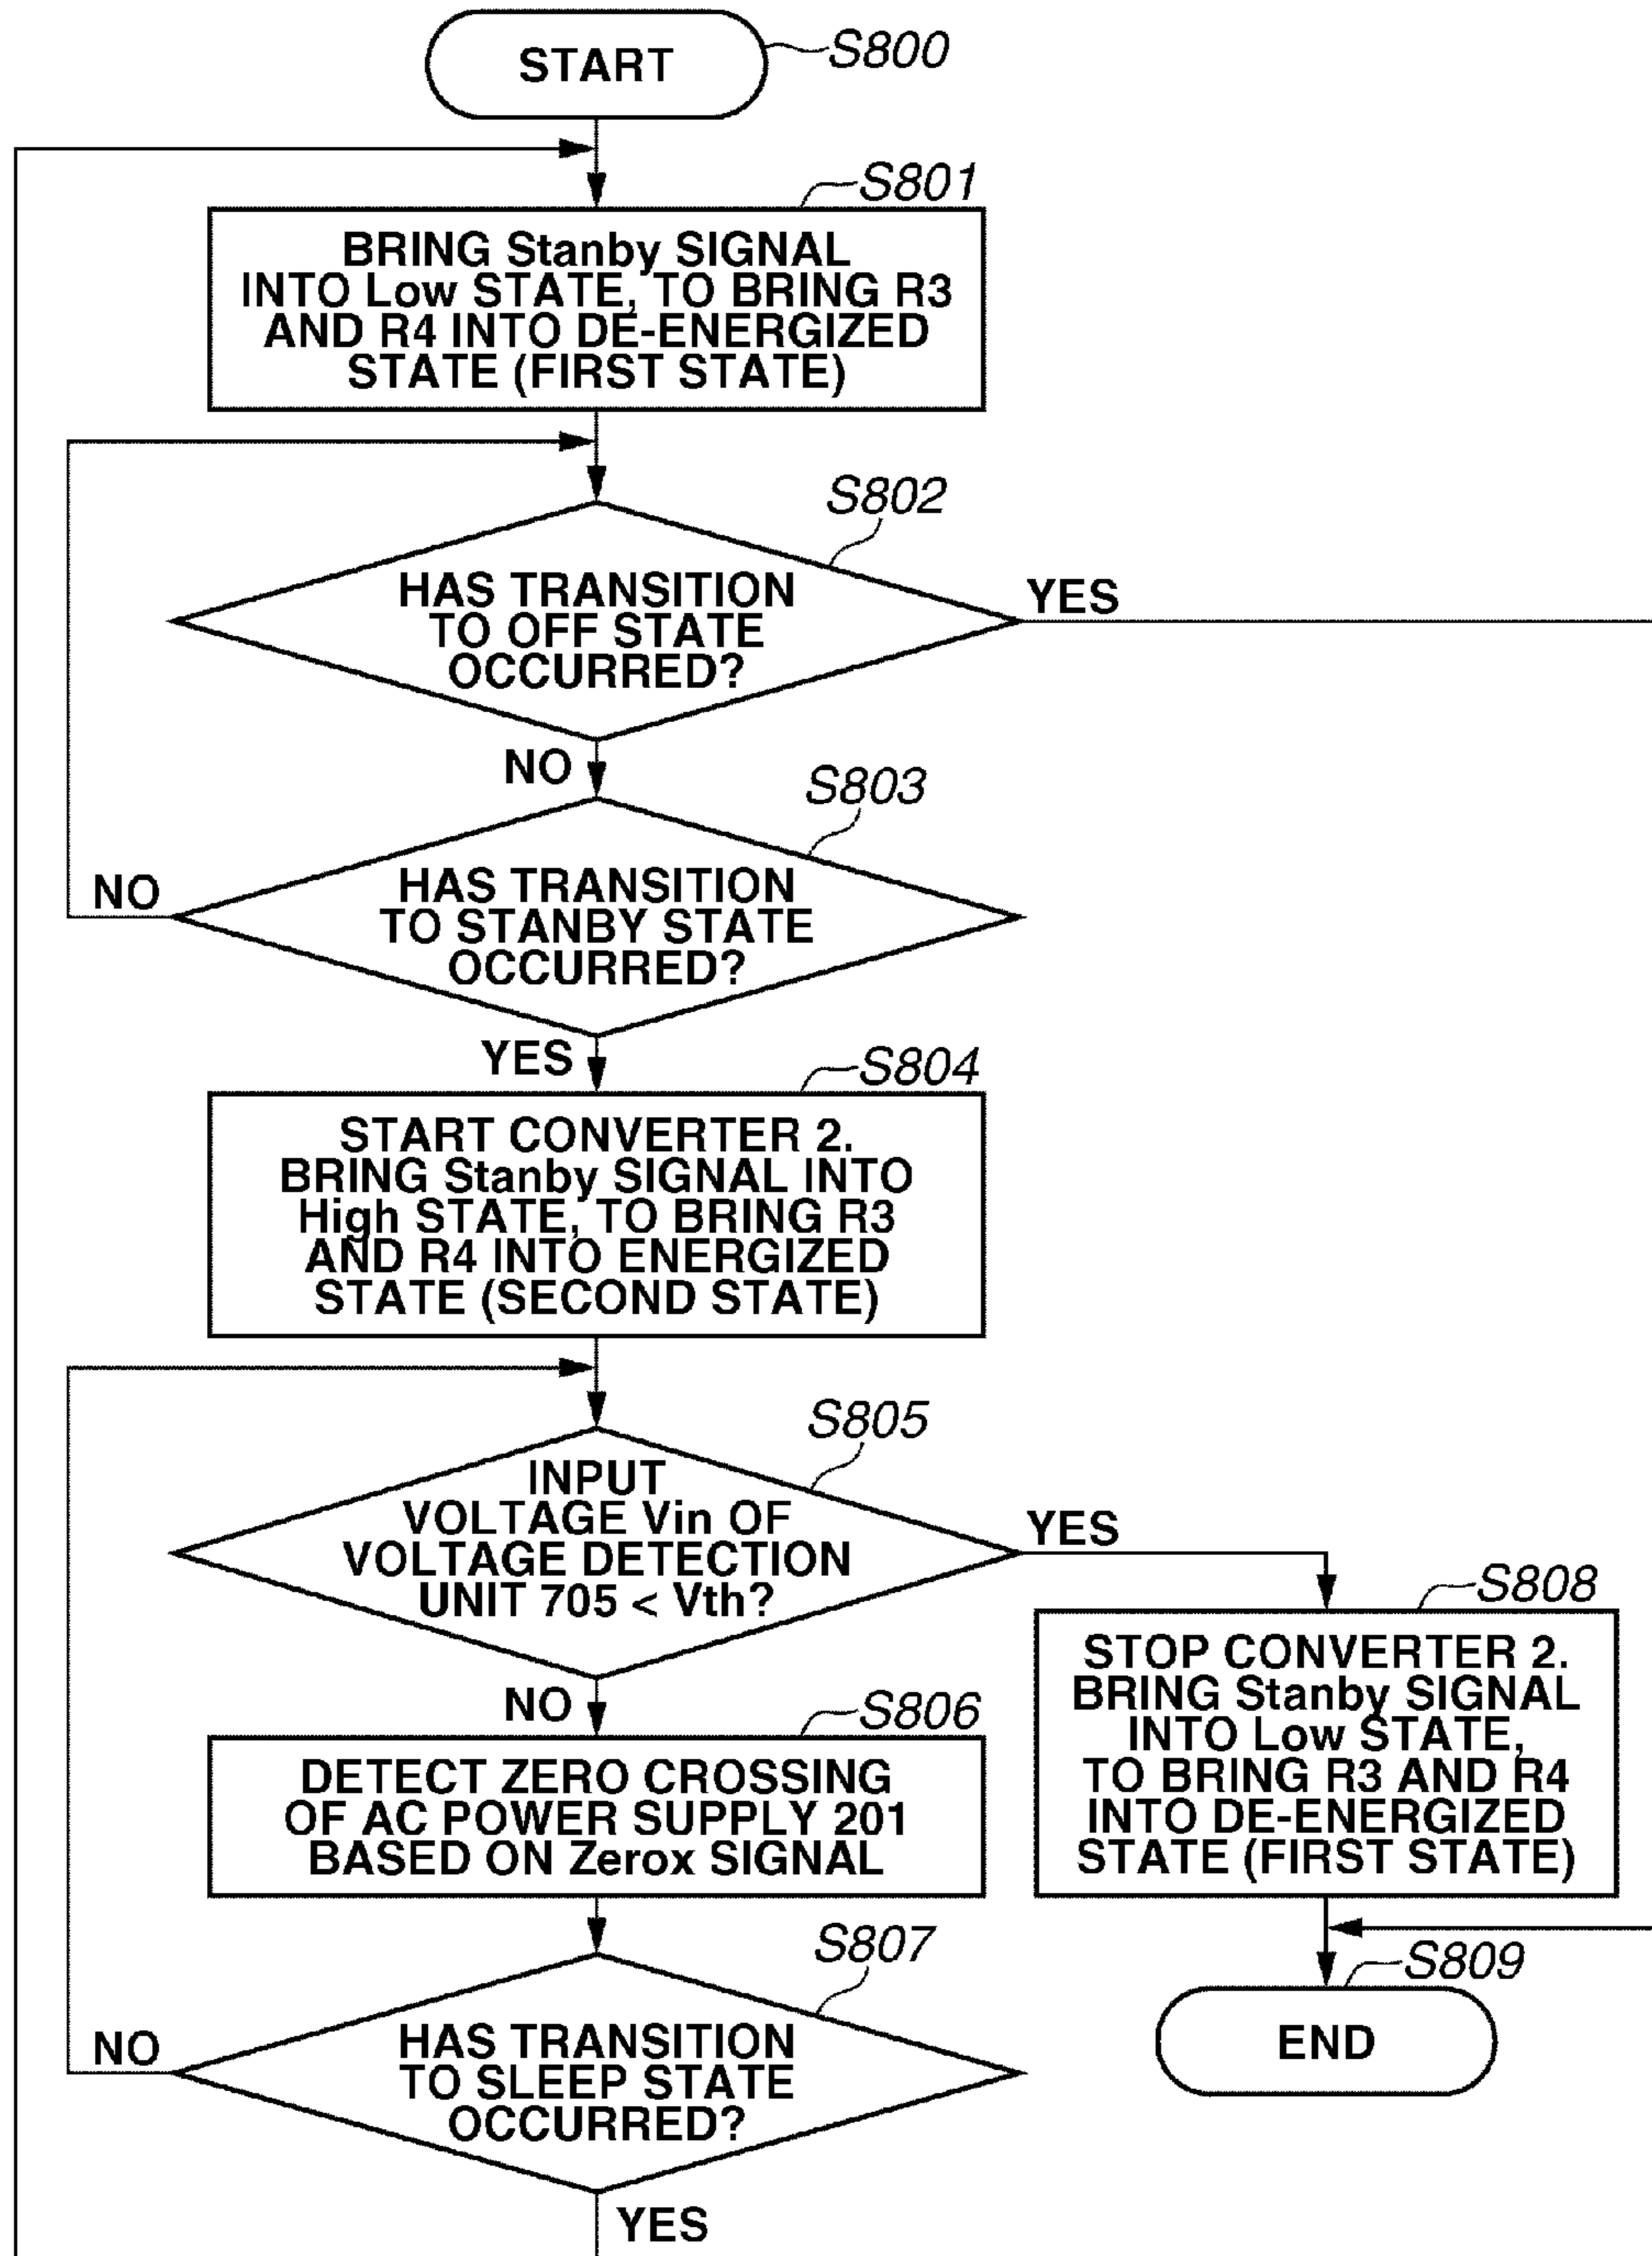 START
S800
S801
BRING Stanby SIGNAL
INTO Low STATE, TO BRING R3
AND R4 INTO DE-ENERGIZED
STATE (FIRST STATE)
S802
HAS TRANSITION
TO OFF STATE
OCCURRED?
YES
NO
S803
HAS TRANSITION
TO STANBY STATE
OCCURRED?
NO
YES
S804
START CONVERTER 2.
BRING Stanby SIGNAL INTO
High STATE, TO BRING R3
AND R4 INTO ENERGIZED
STATE (SECOND STATE)
S805
INPUT
VOLTAGE Vin OF
VOLTAGE DETECTION
UNIT 705 < Vth?
YES
NO
S806
DETECT ZERO CROSSING
OF AC POWER SUPPLY 201
BASED ON Zerox SIGNAL
S807
HAS TRANSITION
TO SLEEP STATE
OCCURRED?
NO
YES
S808
STOP CONVERTER 2.
BRING Stanby SIGNAL
INTO Low STATE,
TO BRING R3 AND R4
INTO DE-ENERGIZED
STATE (FIRST STATE)
S809
END